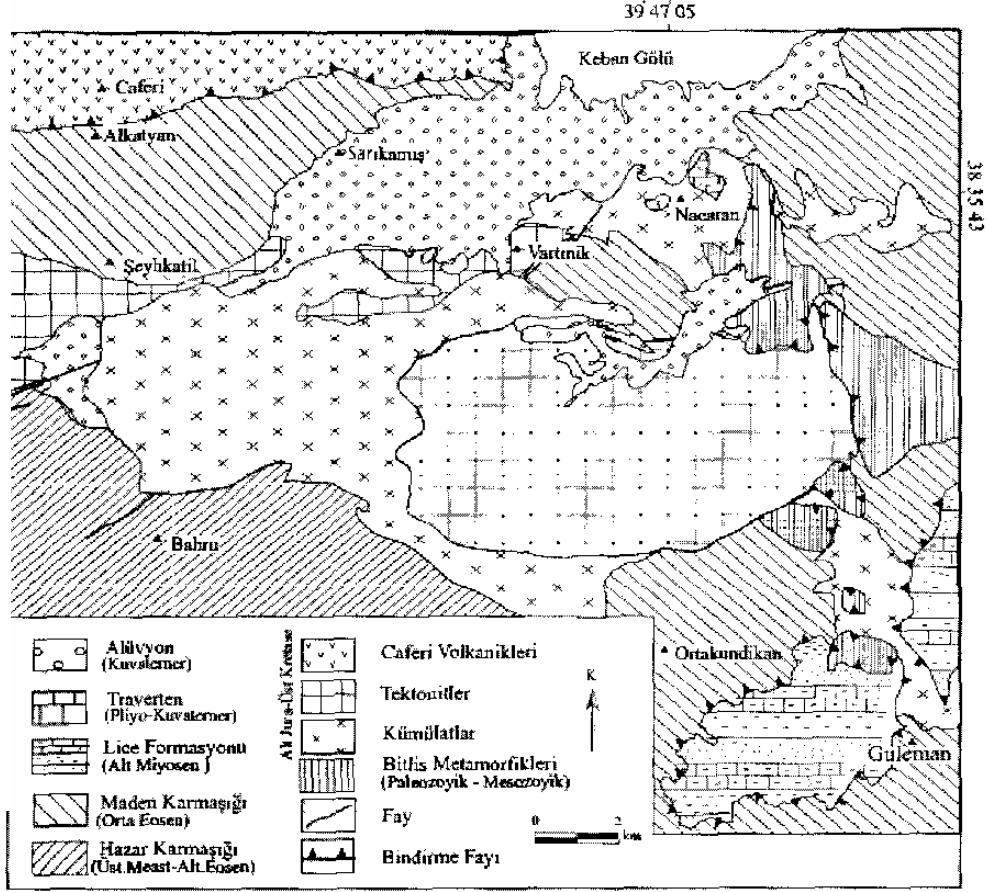 39 47 05
Keban Gölü
Caferi
Alkatyan
Sarıkamış
38 35 43
Nacaran
Vartinik
Şeyhkatil
Bahru
Ortakundikan
Guleman
Alüvyon
(Kuvaterner)
Traverten
(Pliyo-Kuvaterner)
Lice Formasyonu
(Alt Miyosen)
Maden Karmaşığı
(Orta Eosen)
Hazar Karmaşığı
(Üst.Meast-Alt.Eosen)
Alt Jura-Üst Kretase
Caferi Volkanikleri
Tektonitler
Kümülatlar
Bitlis Metamorfikleri
(Paleozoyik - Mesozoyik)
Fay
Bindirme Fayı
K
0 2
km